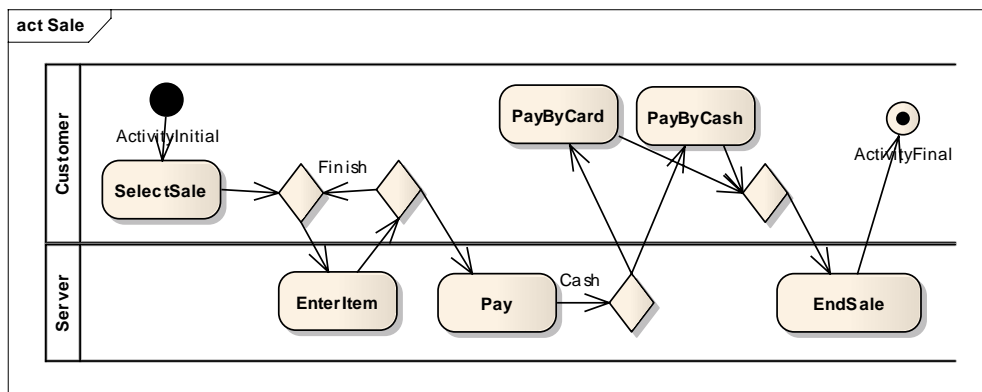 act Sale
Customer
ActivityInitial
SelectSale
Finish
PayByCard
PayByCash
ActivityFinal
Server
EnterItem
Pay
Cash
EndSale